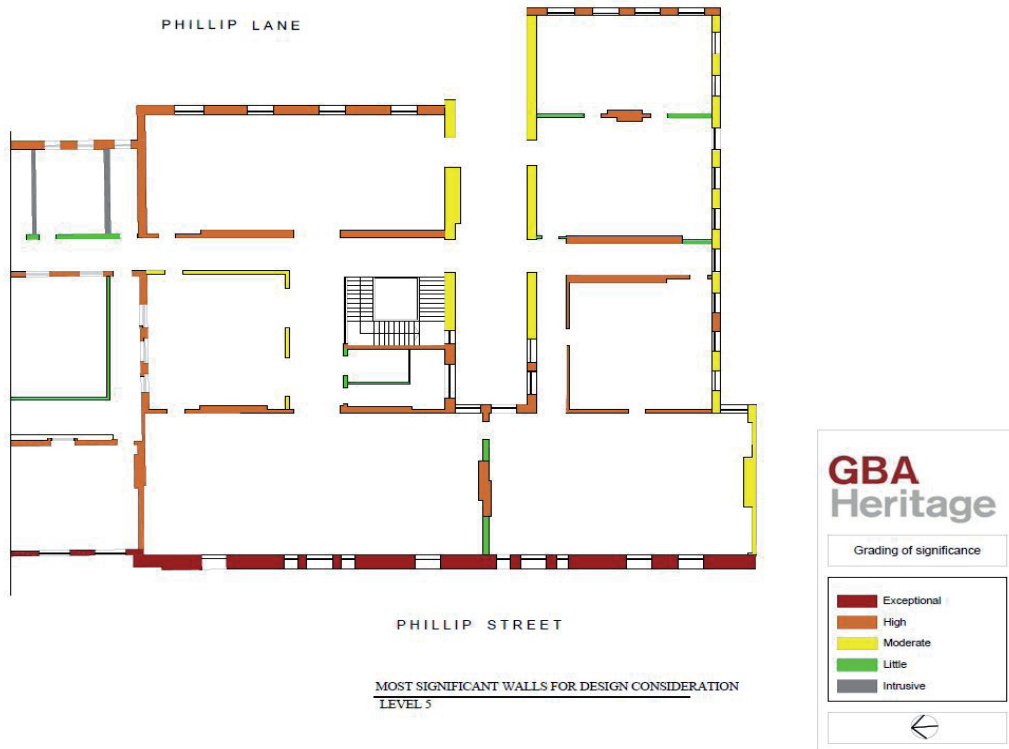 PHILLIP LANE
PHILLIP STREET
MOST SIGNIFICANT WALLS FOR DESIGN CONSIDERATION
LEVEL 5
GBA
Heritage
Grading of significance
Exceptional
High
Moderate
Little
Intrusive